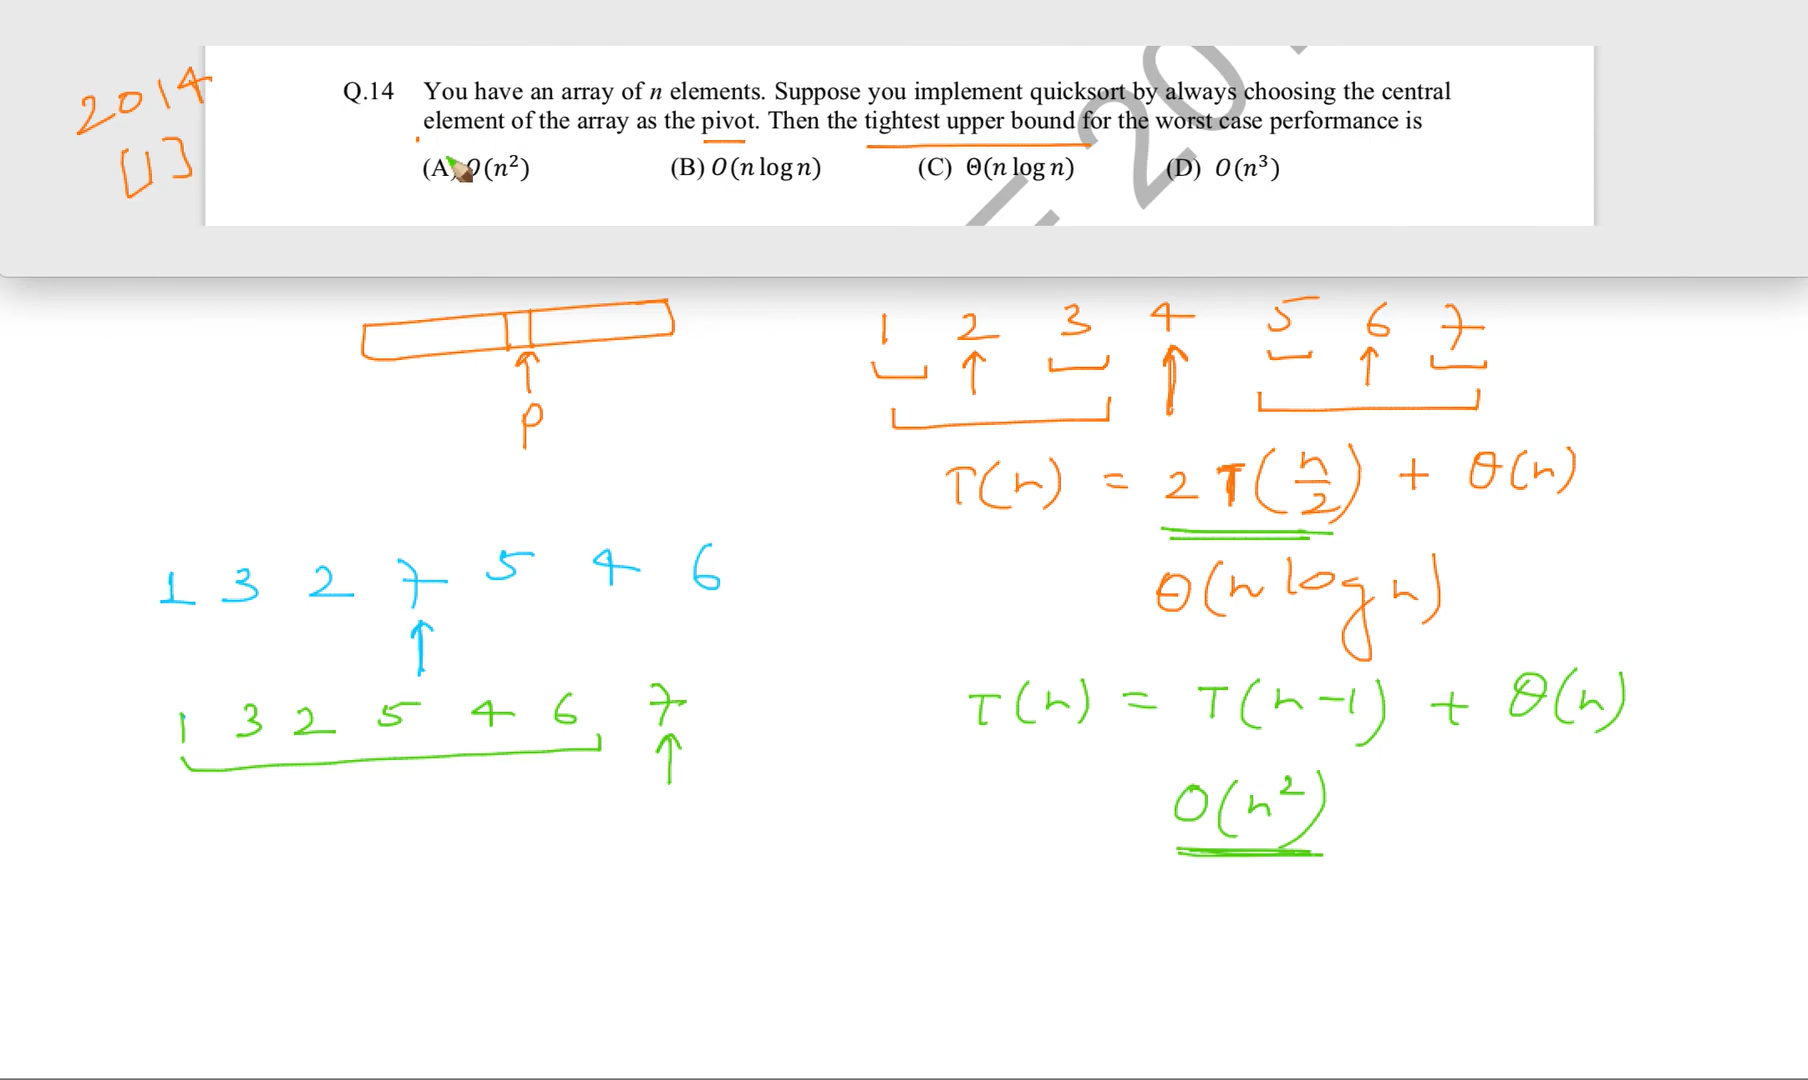 2014
[1]
Q.14 You have an array of n elements. Suppose you implement quicksort by always choosing the central
element of the array as the pivot. Then the tightest upper bound for the worst case performance is
(A) O(n²) (B) O(n log n) (C) Θ(n log n) (D) O(n³)
P
1 2 3 4 5 6 7
T(n) = 2T(n/2) + θ(n)
θ(n log n)
1 3 2 7 5 4 6
1 3 2 5 4 6 7
T(n) = T(n-1) + θ(n)
O(n²)